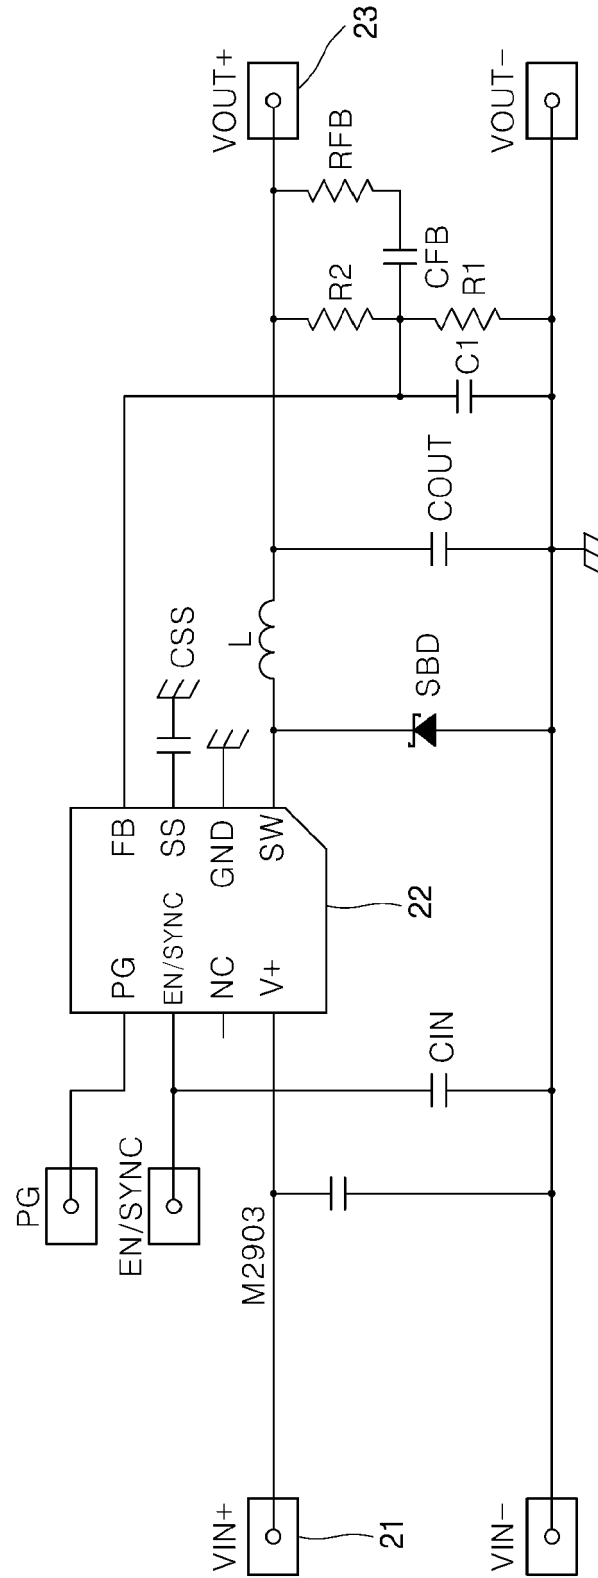 PG
EN/SYNC
VIN+
21
VIN-
M2903
CIN
PG
EN/SYNC
NC
V+
FB
SS
GND
SW
22
CSS
L
SBD
COUT
C1
R1
R2
CFB
RFB
VOUT+
23
VOUT-